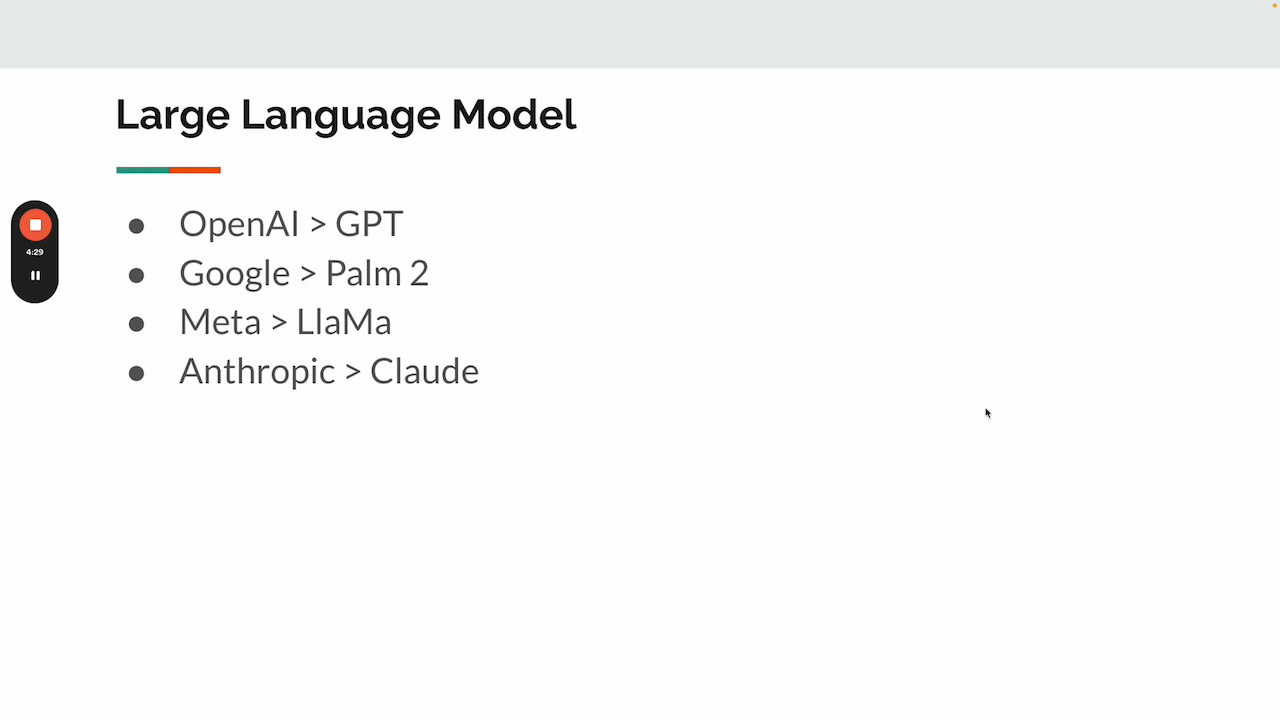 Large Language Model
4:29
● OpenAI > GPT
● Google > Palm 2
● Meta > LlaMa
● Anthropic > Claude